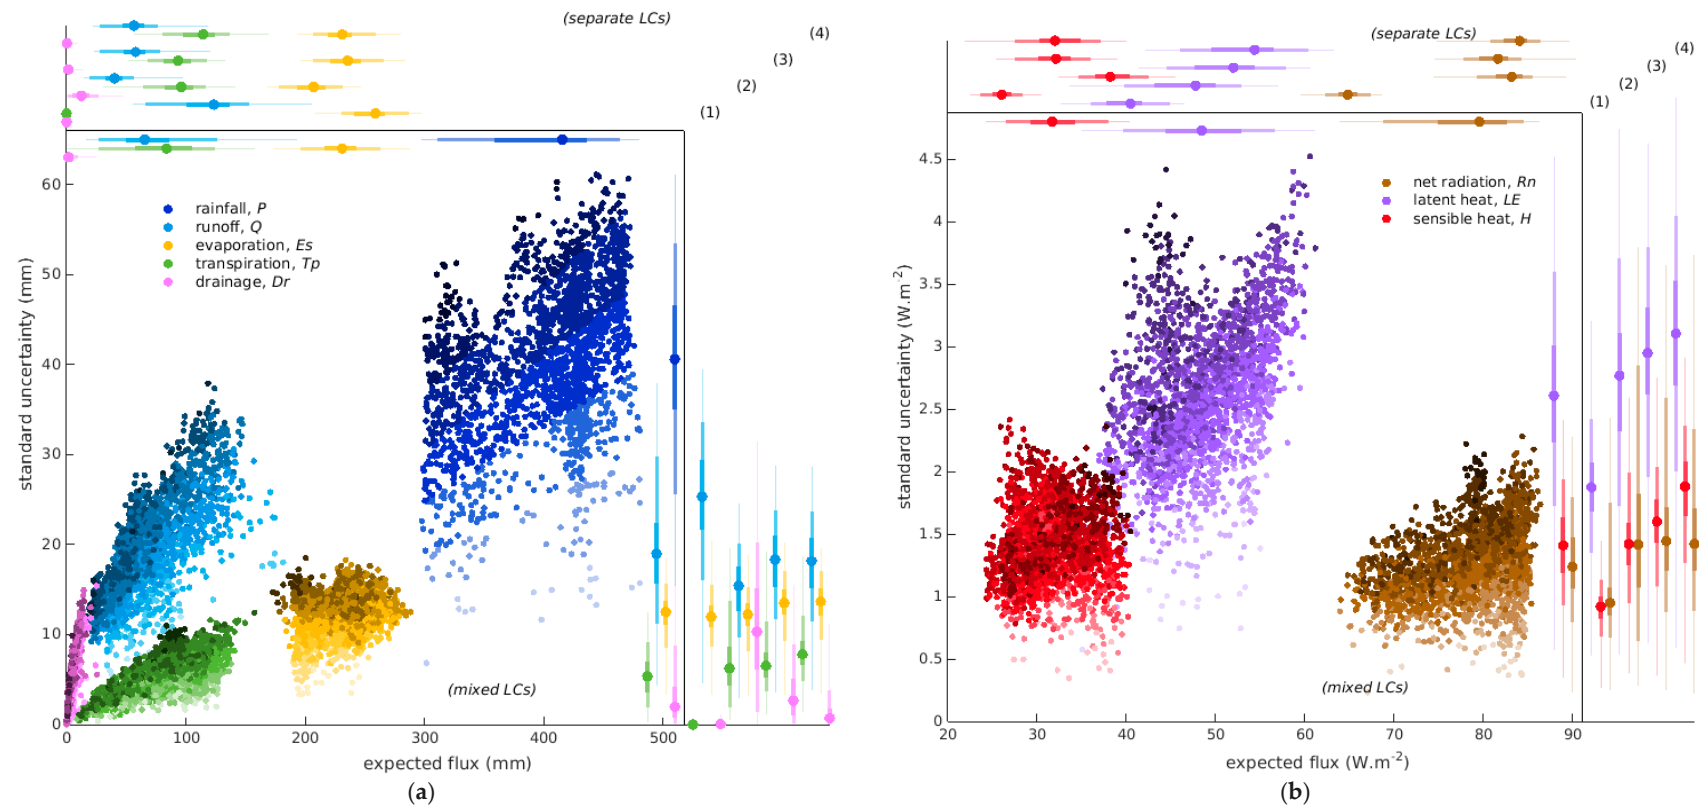 (separate LCs)
(4)
(3)
(2)
(1)
60
50
40
30
20
10
0
standard uncertainty (mm)
rainfall, P
runoff, Q
evaporation, Es
transpiration, Tp
drainage, Dr
(mixed LCs)
0 100 200 300 400 500
expected flux (mm)
(a)
(separate LCs)
(4)
(3)
(2)
(1)
4.5
4
3.5
3
2.5
2
1.5
1
0.5
0
standard uncertainty (W.m-2)
net radiation, Rn
latent heat, LE
sensible heat, H
(mixed LCs)
20 30 40 50 60 70 80 90
expected flux (W.m-2)
(b)